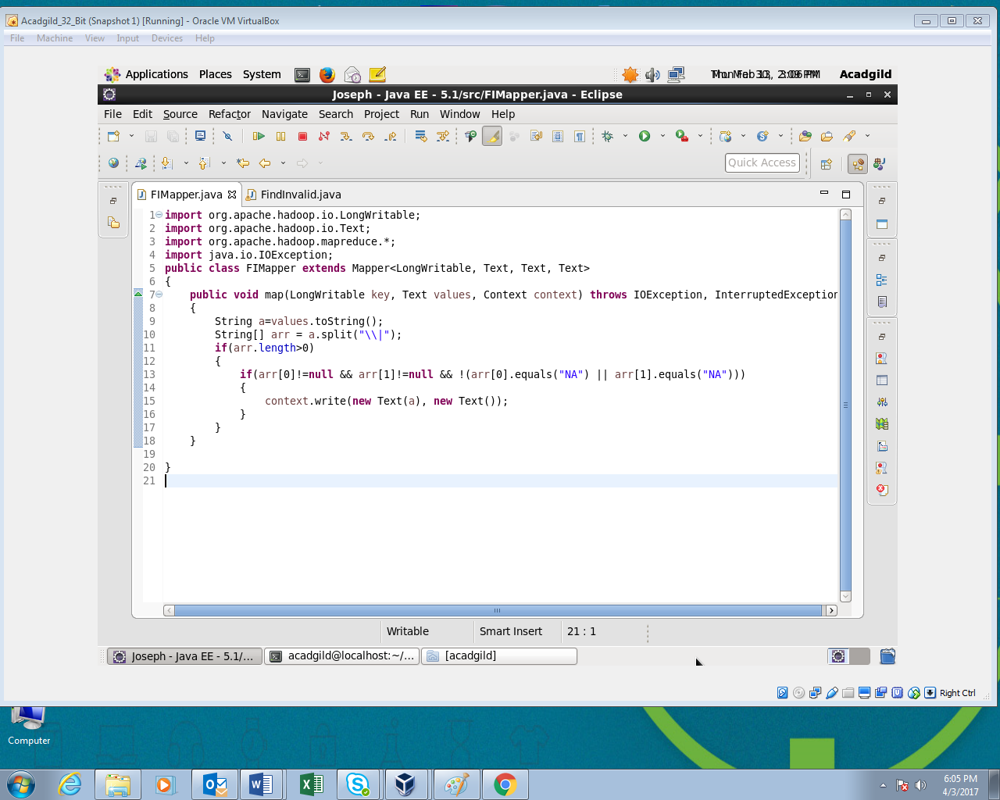 Acadgild_32_Bit (Snapshot 1) [Running] - Oracle VM VirtualBox
File Machine View Input Devices Help
Applications Places System
Acadgild
Joseph - Java EE - 5.1/src/FIMapper.java - Eclipse
File Edit Source Refactor Navigate Search Project Run Window Help
Quick Access
FIMapper.java FindInvalid.java
1 import org.apache.hadoop.io.LongWritable;
2 import org.apache.hadoop.io.Text;
3 import org.apache.hadoop.mapreduce.*;
4 import java.io.IOException;
5 public class FIMapper extends Mapper<LongWritable, Text, Text, Text>
6 {
7 public void map(LongWritable key, Text values, Context context) throws IOException, InterruptedException
8 {
9 String a=values.toString();
10 String[] arr = a.split("\\|");
11 if(arr.length>0)
12 {
13 if(arr[0]!=null && arr[1]!=null && !(arr[0].equals("NA") || arr[1].equals("NA")))
14 {
15 context.write(new Text(a), new Text());
16 }
17 }
18 }
19
20 }
21
Writable Smart Insert 21 : 1
Joseph - Java EE - 5.1/... acadgild@localhost:~/... [acadgild]
Right Ctrl
Computer
6:05 PM
4/3/2017